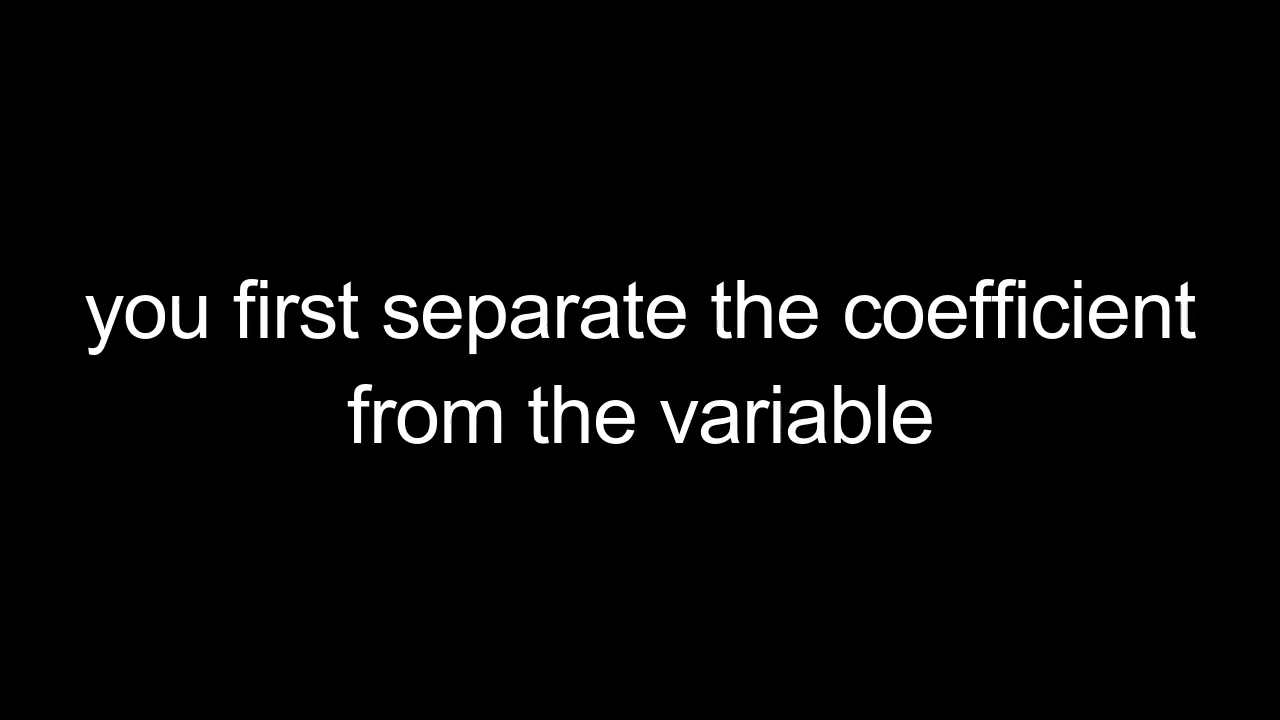 you first separate the coefficient
from the variable